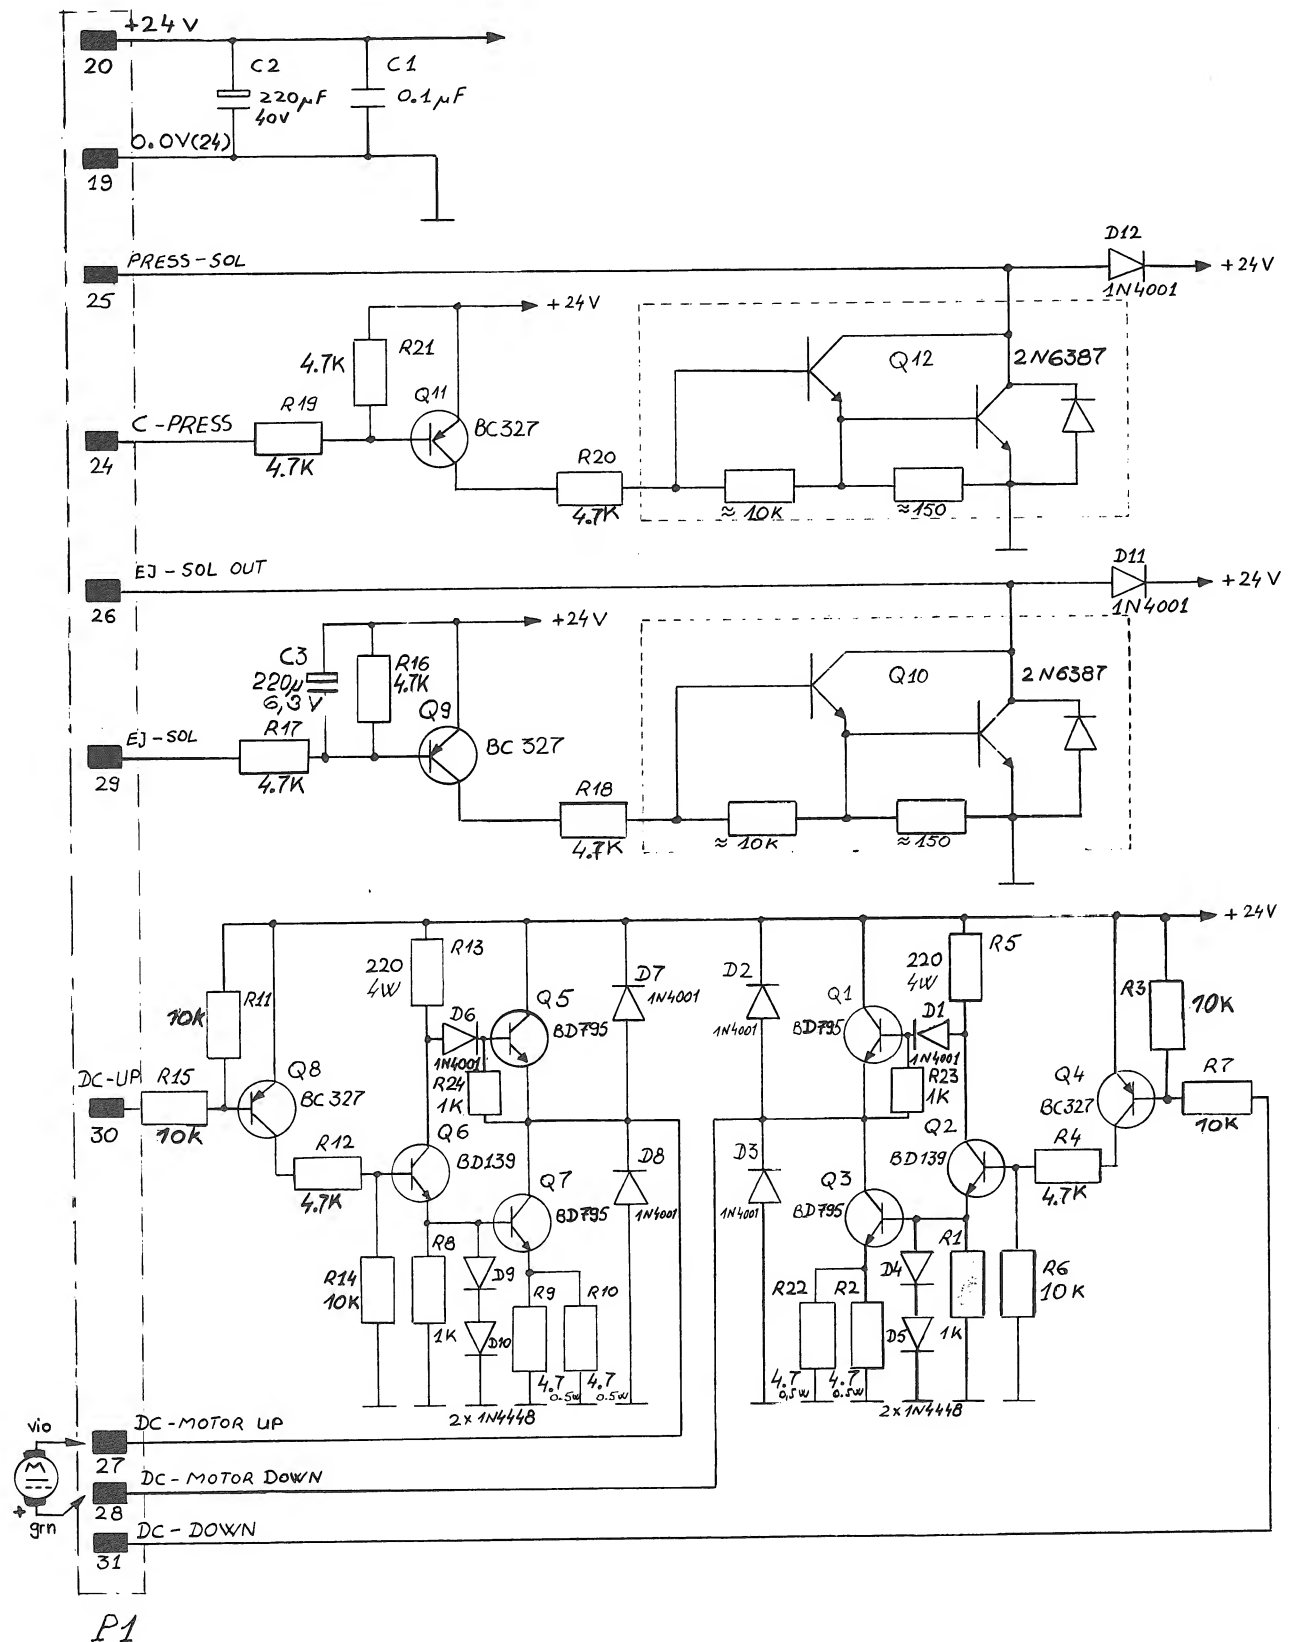 +24V
20
C2
220µF
40V
C1
0.1µF
0.0V(24)
19
PRESS-SOL
25
D12
1N4001
+24V
+24V
4.7K
R21
Q12
2N6387
R19
4.7K
Q11
BC327
C-PRESS
24
R20
4.7K
≈ 10K
≈150
EJ-SOL OUT
26
D11
1N4001
+24V
+24V
C3
220µ
6,3V
R16
4.7K
Q10
2N6387
R17
4.7K
Q9
BC327
EJ-SOL
29
R18
4.7K
≈ 10K
≈150
+24V
R13
220
4W
R11
10K
D6
1N4001
Q5
BD795
D7
1N4001
D2
1N4001
Q1
BD795
220
4W
R5
D1
1N4001
R3
10K
DC-UP
30
R15
10K
Q8
BC327
R24
1K
R23
1K
Q4
BC327
R7
10K
R12
4.7K
Q6
BD139
Q7
BD795
D8
1N4001
D3
1N4001
Q3
BD795
Q2
BD139
R4
4.7K
R14
10K
R8
1K
D9
D10
R9
4.7
0.5W
R10
4.7
0.5W
2x1N4448
R22
4.7
0,5W
R2
4.7
0.5W
D4
D5
R1
1K
R6
10K
2x1N4448
vio
M
+
grn
DC-MOTOR UP
27
DC-MOTOR DOWN
28
DC-DOWN
31
P1